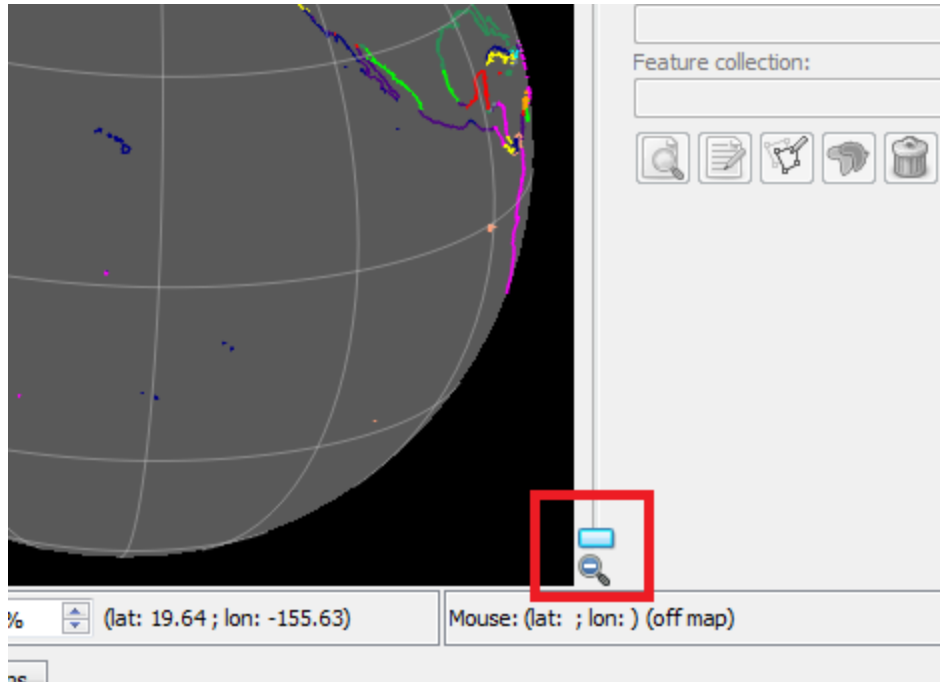 Feature collection:
%
(lat: 19.64 ; lon: -155.63)
Mouse: (lat:  ; lon: ) (off map)